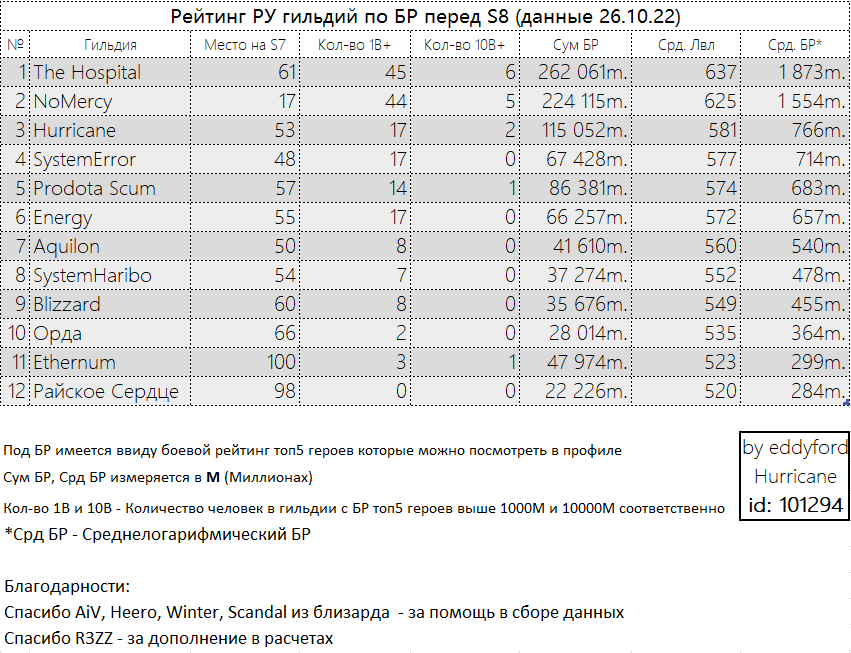 Рейтинг РУ гильдий по БР перед S8 (данные 26.10.22)
№ Гильдия Место на S7 Кол-во 1В+ Кол-во 10В+ Сум БР Срд. Лвл Срд. БР*
1 The Hospital 61 45 6 262 061m. 637 1 873m.
2 NoMercy 17 44 5 224 115m. 625 1 554m.
3 Hurricane 53 17 2 115 052m. 581 766m.
4 SystemError 48 17 0 67 428m. 577 714m.
5 Prodota Scum 57 14 1 86 381m. 574 683m.
6 Energy 55 17 0 66 257m. 572 657m.
7 Aquilon 50 8 0 41 610m. 560 540m.
8 SystemHaribo 54 7 0 37 274m. 552 478m.
9 Blizzard 60 8 0 35 676m. 549 455m.
10 Орда 66 2 0 28 014m. 535 364m.
11 Ethernum 100 3 1 47 974m. 523 299m.
12 Райское Сердце 98 0 0 22 226m. 520 284m.
Под БР имеется ввиду боевой рейтинг топ5 героев которые можно посмотреть в профиле
Сум БР, Срд БР измеряется в М (Миллионах)
Кол-во 1В и 10В - Количество человек в гильдии с БР топ5 героев выше 1000М и 10000М соответственно
*Срд БР - Среднелогарифмический БР
by eddyford
Hurricane
id: 101294
Благодарности:
Спасибо AiV, Heero, Winter, Scandal из близарда - за помощь в сборе данных
Спасибо R3ZZ - за дополнение в расчетах